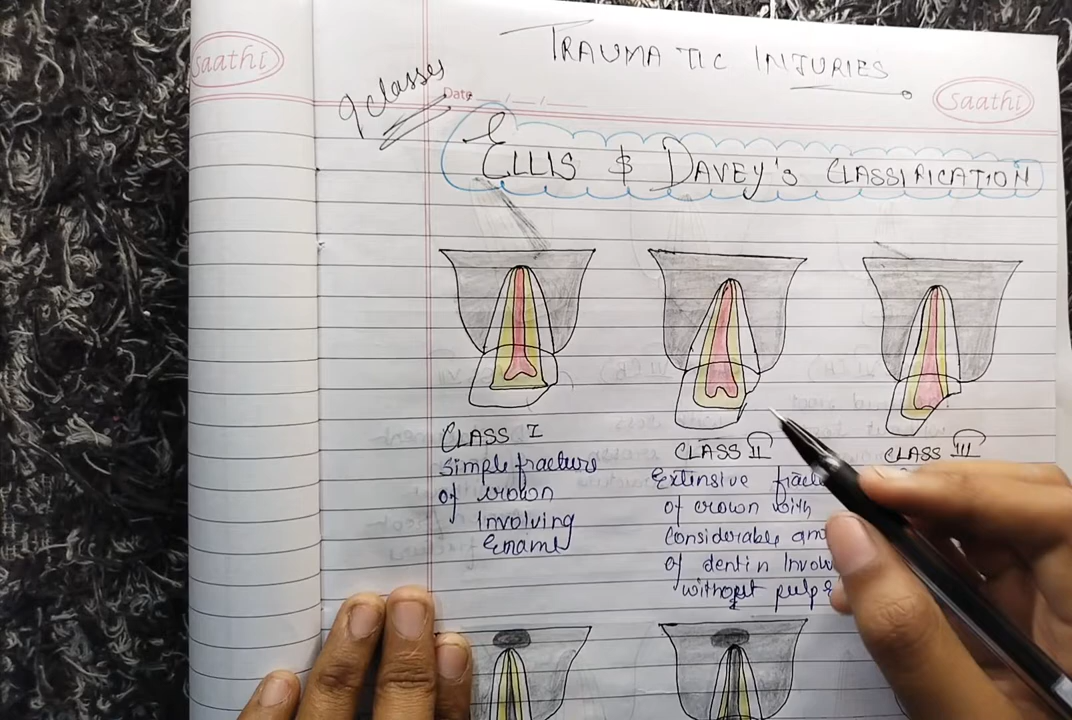 TRAUMATIC INJURIES
saathi
saathi
9 classes
Date
ELLIS & DAVEY'S CLASSIFICATION
CLASS I
Simple fracture
of crown
Involving
Enamel
CLASS II
Extensive
of crown with
Considerable
of dentin
without pulp
CLASS III